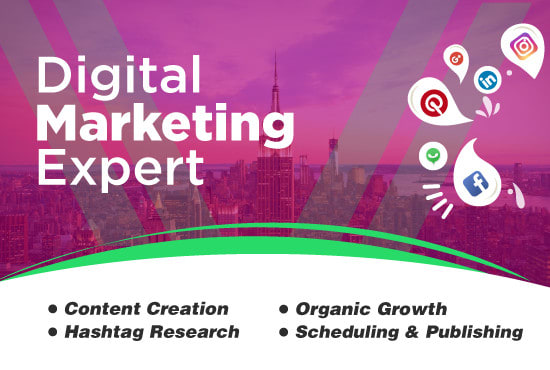 Digital
Marketing
Expert
• Content Creation
• Hashtag Research
• Organic Growth
• Scheduling & Publishing